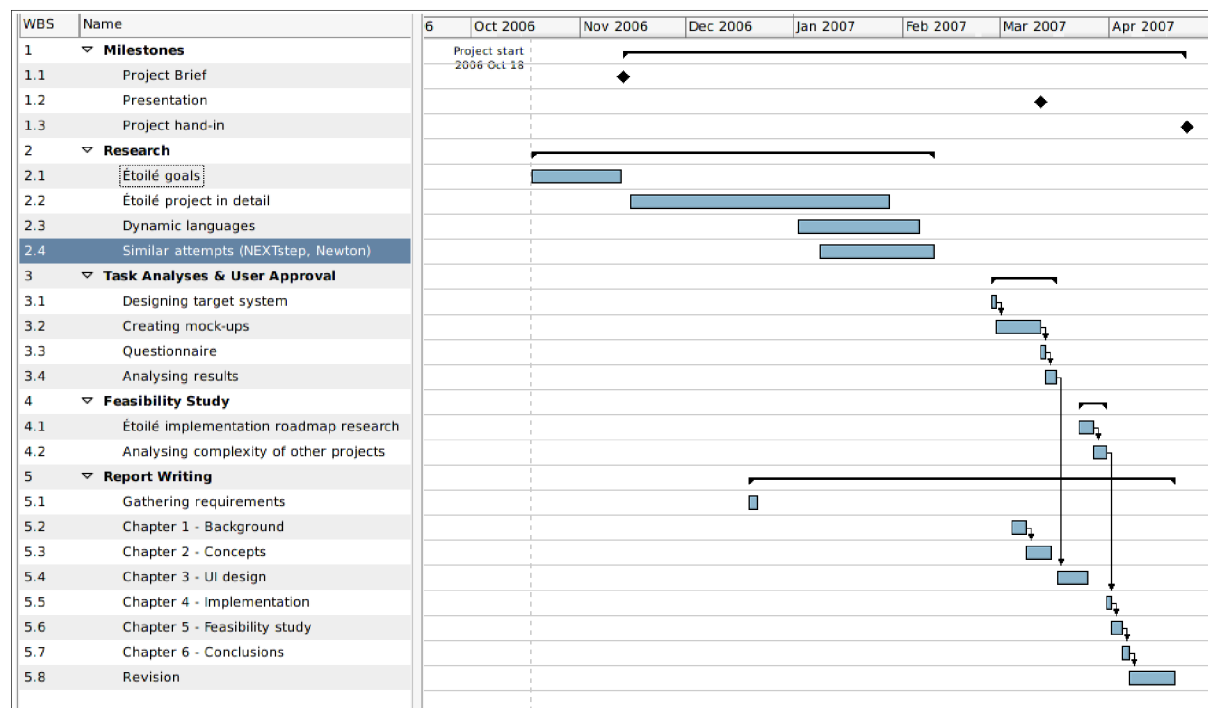 WBS Name 6 Oct 2006 Nov 2006 Dec 2006 Jan 2007 Feb 2007 Mar 2007 Apr 2007
1 Milestones Project start
2006 Oct 18
1.1 Project Brief
1.2 Presentation
1.3 Project hand-in
2 Research
2.1 Étoilé goals
2.2 Étoilé project in detail
2.3 Dynamic languages
2.4 Similar attempts (NEXTstep, Newton)
3 Task Analyses & User Approval
3.1 Designing target system
3.2 Creating mock-ups
3.3 Questionnaire
3.4 Analysing results
4 Feasibility Study
4.1 Étoilé implementation roadmap research
4.2 Analysing complexity of other projects
5 Report Writing
5.1 Gathering requirements
5.2 Chapter 1 - Background
5.3 Chapter 2 - Concepts
5.4 Chapter 3 - UI design
5.5 Chapter 4 - Implementation
5.6 Chapter 5 - Feasibility study
5.7 Chapter 6 - Conclusions
5.8 Revision